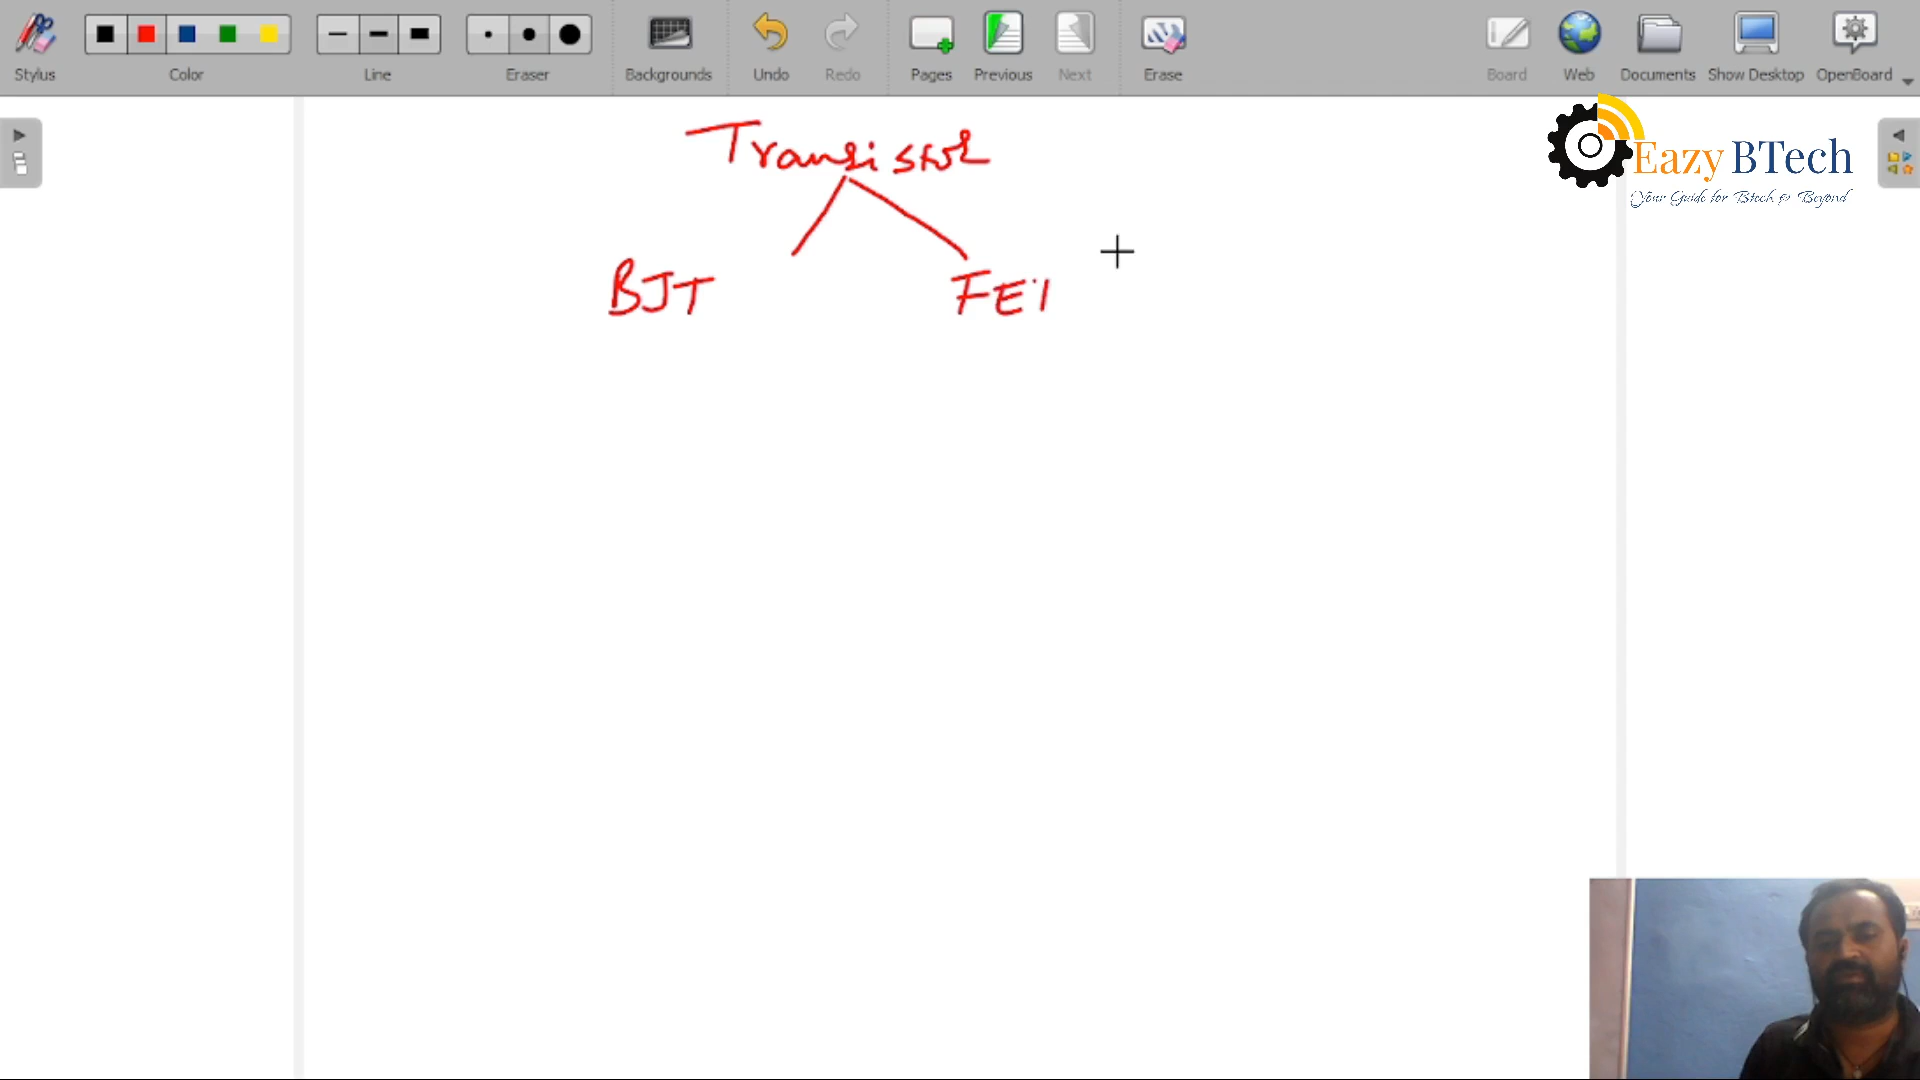 Stylus Color Line Eraser Backgrounds Undo Redo Pages Previous Next Erase Board Web Documents Show Desktop OpenBoard
Eazy BTech
Your Guide for Btech & Beyond
Transistor
BJT FET